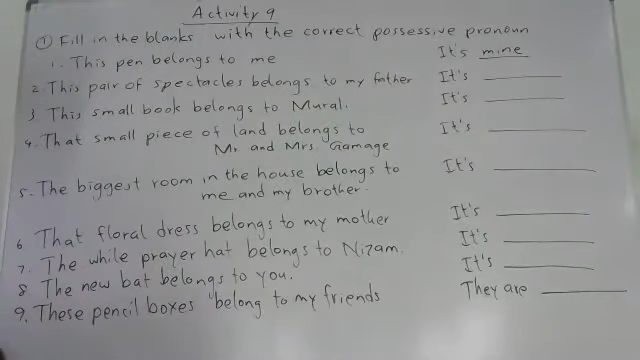 Activity 9
① Fill in the blanks with the correct possessive pronoun
1. This pen belongs to me It's mine
2. This pair of spectacles belongs to my father It's ________
3. This small book belongs to Mural. It's ________
4. That small piece of land belongs to It's ________
Mr. and Mrs. Gamage
5. The biggest room in the house belongs to It's ________
me and my brother.
6. That floral dress belongs to my mother It's ________
7. The while prayer hat belongs to Nizam. It's ________
8. The new bat belongs to you. It's ________
9. These pencil boxes belong to my friends They are ________